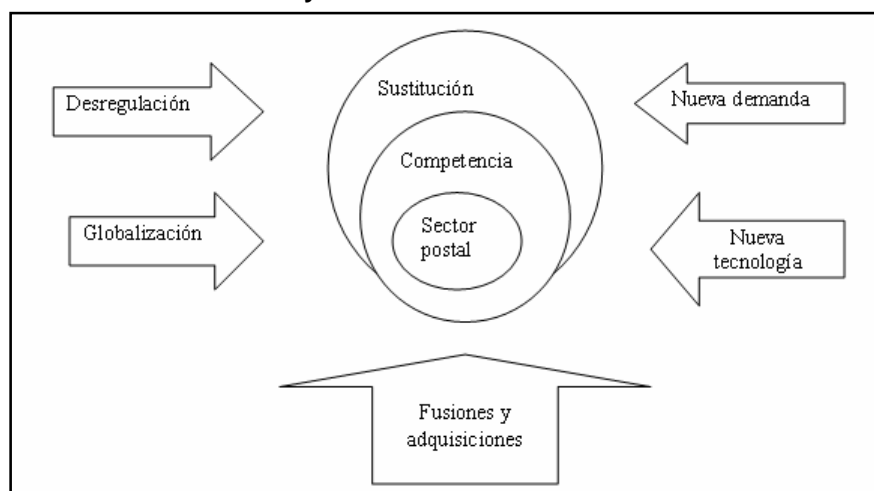 Desregulación
Sustitución
Nueva demanda
Competencia
Globalización
Sector
postal
Nueva
tecnología
Fusiones y
adquisiciones